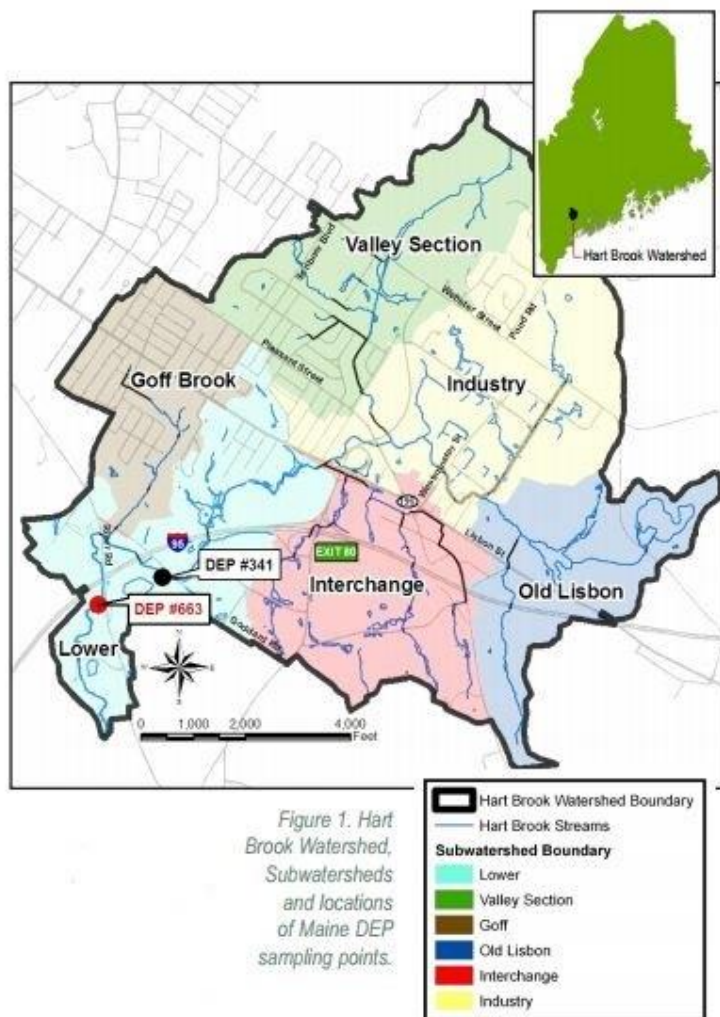 Hart Brook Watershed
Valley Section
Webster Street
Pond Rd
Pleasant Street
Goff Brook
Industry
Lisbon St
95
EXIT 80
DEP #341
Interchange
Old Lisbon
DEP #663
Goddard Rd
Lower
N
W
E
S
0 1,000 2,000 4,000
Feet
Figure 1. Hart
Brook Watershed,
Subwatersheds
and locations
of Maine DEP
sampling points.
Hart Brook Watershed Boundary
Hart Brook Streams
Subwatershed Boundary
Lower
Valley Section
Goff
Old Lisbon
Interchange
Industry